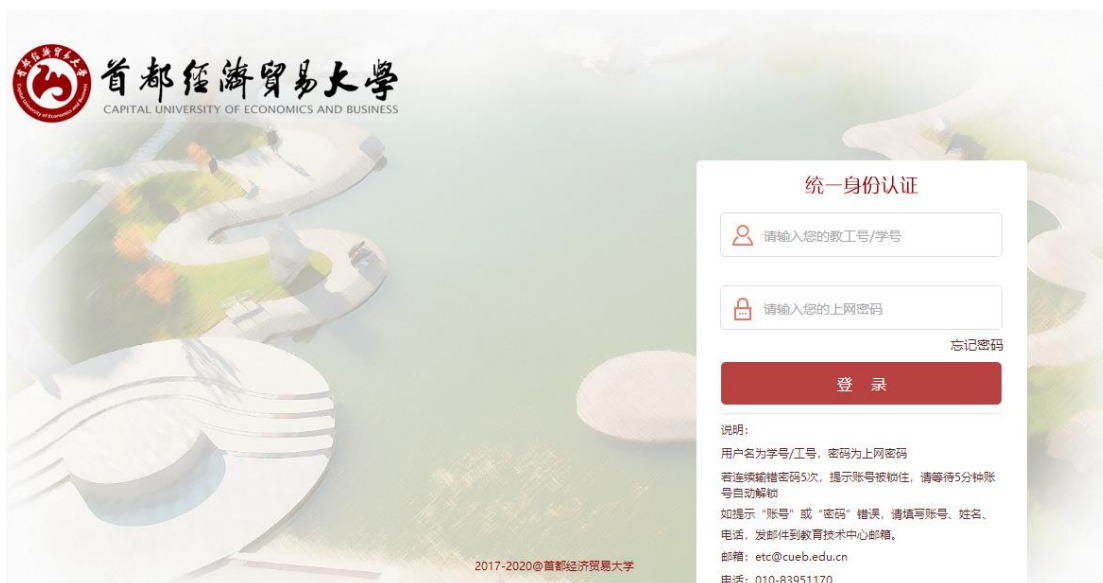 首都经济贸易大学
CAPITAL UNIVERSITY OF ECONOMICS AND BUSINESS
统一身份认证
请输入您的教工号/学号
请输入您的上网密码
忘记密码
登 录
说明:
用户名为学号/工号，密码为上网密码
若连续输错密码5次，提示账号被锁住，请等待5分钟账
号自动解锁
如提示“账号”或“密码”错误，请填写账号、姓名、
电话，发邮件到教育技术中心邮箱。
邮箱：etc@cueb.edu.cn
电话：010-83951170
2017-2020@首都经济贸易大学